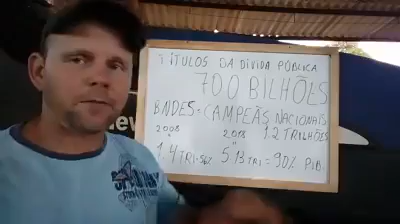 TÍTULOS DA DÍVIDA PÚBLICA
700 BILHÕES
BNDES = CAMPEÃS NACIONAIS
2008 2018 1.2 TRILHÕES
1.4 TRI=56% 5.13 TRI = 90% PIB